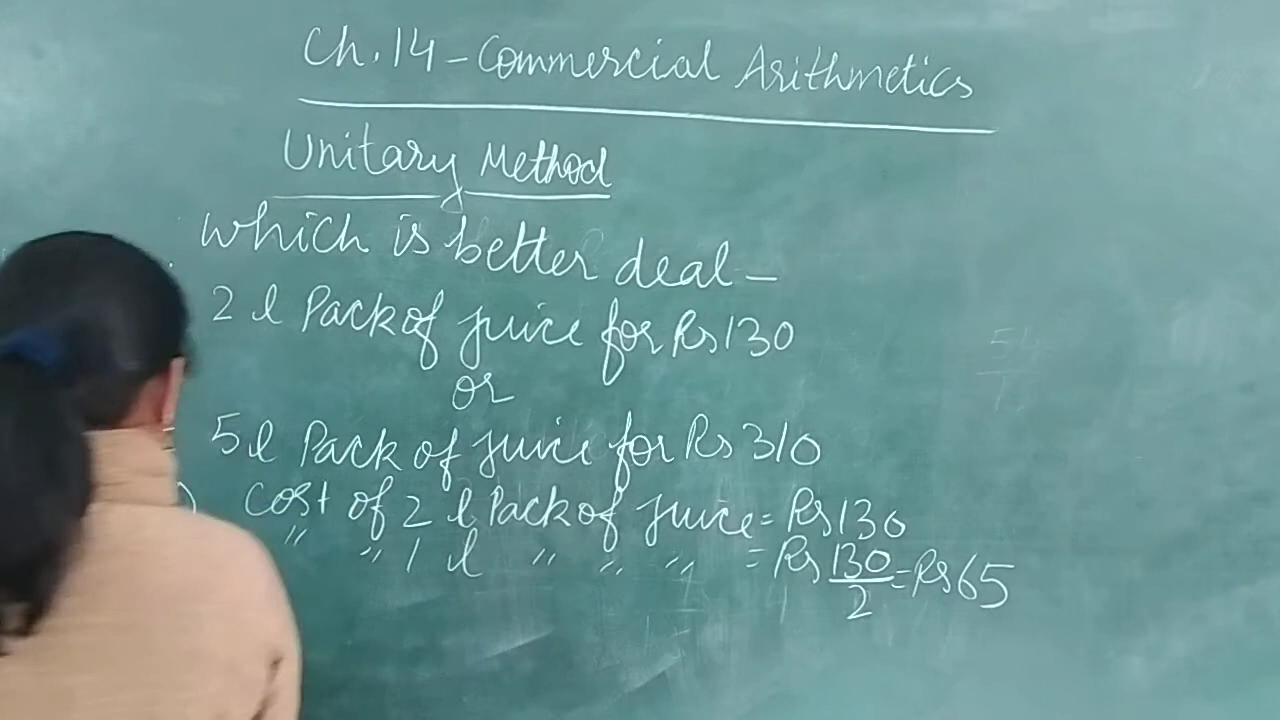 Ch. 14 - Commercial Arithmetics
Unitary Method
Which is better deal -
2 l Pack of juice for Rs 130
or
5 l Pack of juice for Rs 310
) Cost of 2 l Pack of juice = Rs 130
" " 1 l " " " = Rs 130/2 = Rs 65